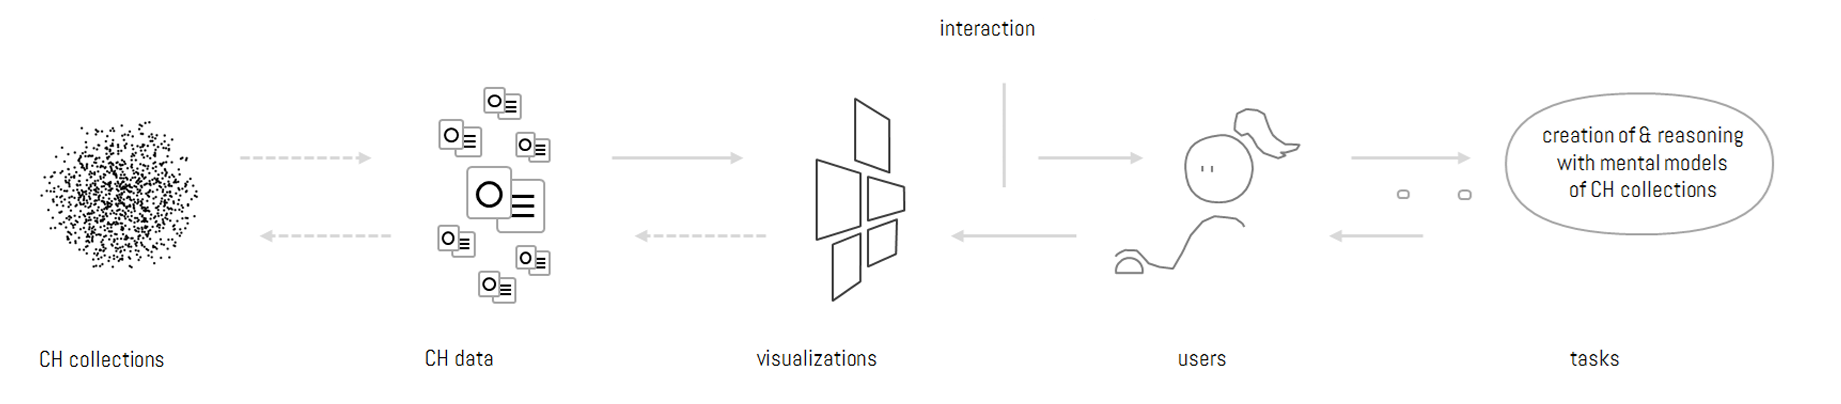 interaction
creation of & reasoning
with mental models
of CH collections
CH collections
CH data
visualizations
users
tasks